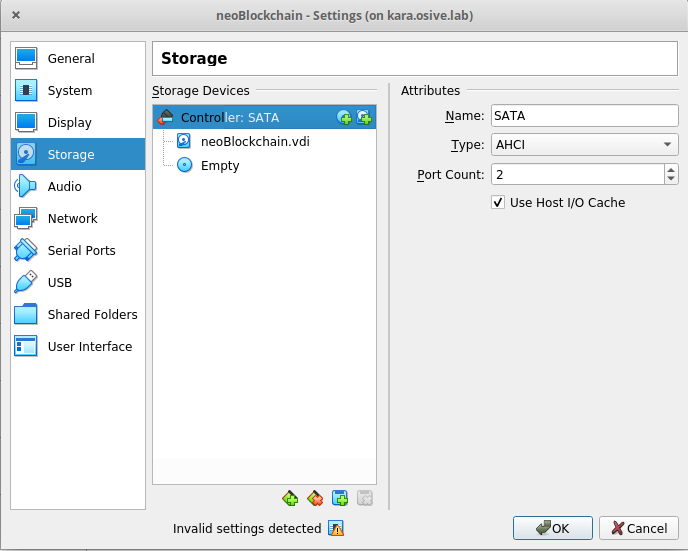 neoBlockchain - Settings (on kara.osive.lab)
General
System
Display
Storage
Audio
Network
Serial Ports
USB
Shared Folders
User Interface
Storage
Storage Devices
Controller: SATA
neoBlockchain.vdi
Empty
Attributes
Name: SATA
Type: AHCI
Port Count: 2
Use Host I/O Cache
Invalid settings detected
OK
Cancel